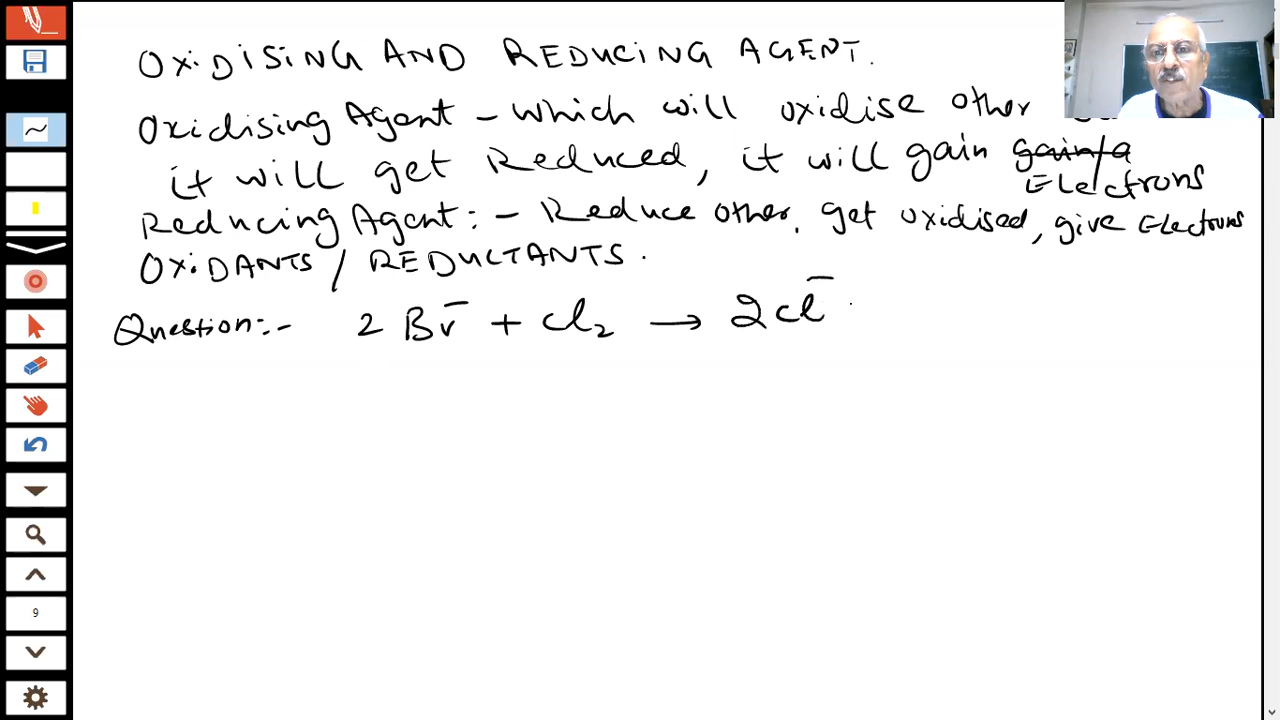 OXiDiSiNG AND REDUCiNG AGENT.
Oxidising Agent - which will oxidise other
it will get Reduced, it will gain gain/a
Electrons
Reducing Agent:- Reduce other, get oxidised, give Electrons
OXiDANTS / REDUCTANTS.
Question:- 2 Br⁻ + Cl₂ → 2Cl⁻
9